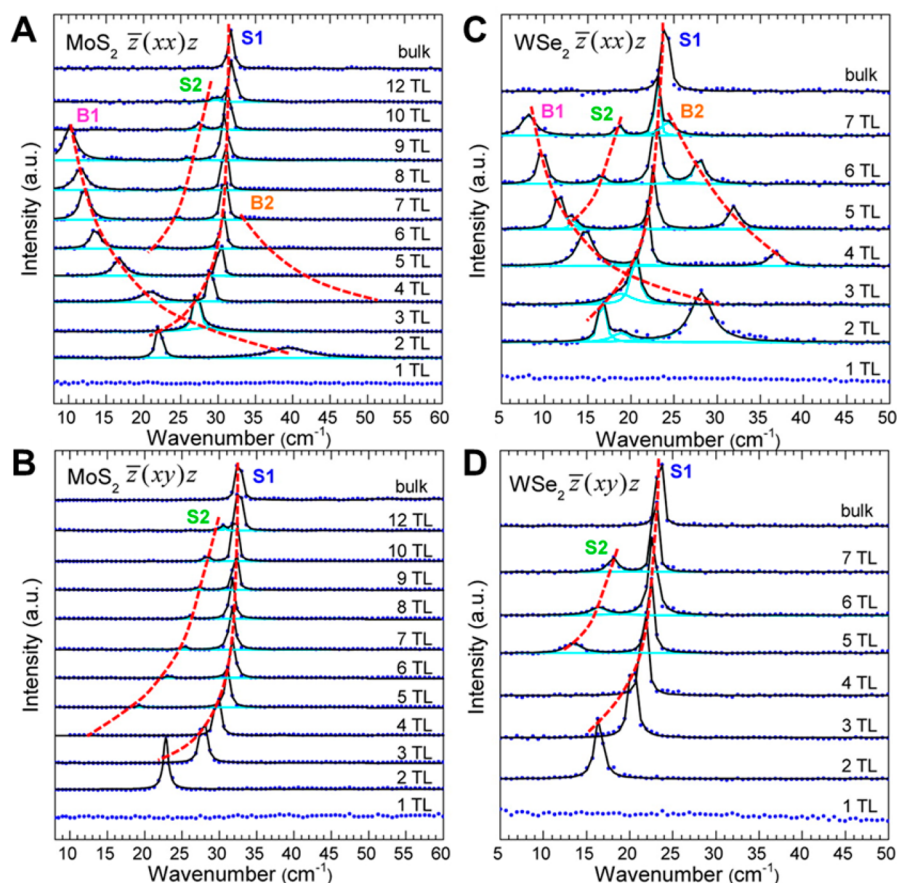 A
MoS2 z̅(xx)z
S1
bulk
S2
12 TL
B1
10 TL
9 TL
8 TL
B2
7 TL
6 TL
5 TL
4 TL
3 TL
2 TL
1 TL
Intensity (a.u.)
10 15 20 25 30 35 40 45 50 55 60
Wavenumber (cm-1)
C
WSe2 z̅(xx)z
S1
bulk
B1
S2
B2
7 TL
6 TL
5 TL
4 TL
3 TL
2 TL
1 TL
Intensity (a.u.)
5 10 15 20 25 30 35 40 45 50
Wavenumber (cm-1)
B
MoS2 z̅(xy)z
S1
bulk
S2
12 TL
10 TL
9 TL
8 TL
7 TL
6 TL
5 TL
4 TL
3 TL
2 TL
1 TL
Intensity (a.u.)
10 15 20 25 30 35 40 45 50 55 60
Wavenumber (cm-1)
D
WSe2 z̅(xy)z
S1
bulk
S2
7 TL
6 TL
5 TL
4 TL
3 TL
2 TL
1 TL
Intensity (a.u.)
5 10 15 20 25 30 35 40 45 50
Wavenumber (cm-1)